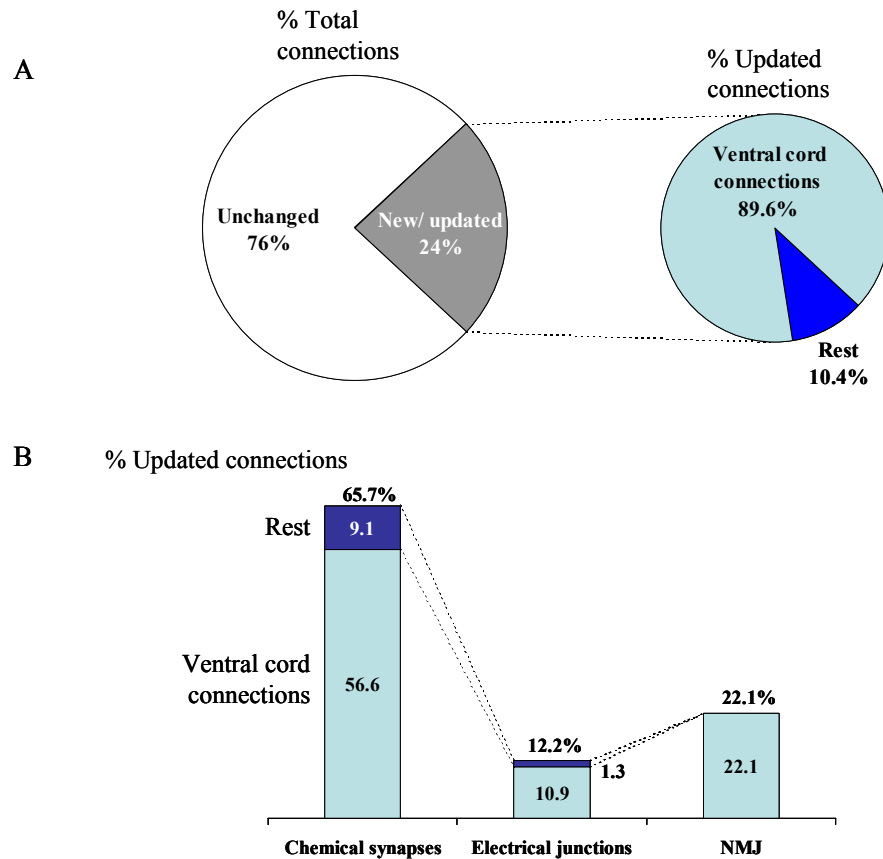 A
% Total
connections
% Updated
connections
Unchanged
76%
New/ updated
24%
Ventral cord
connections
89.6%
Rest
10.4%
B
% Updated connections
65.7%
Rest
9.1
Ventral cord
connections
56.6
12.2%
1.3
10.9
22.1%
22.1
Chemical synapses
Electrical junctions
NMJ